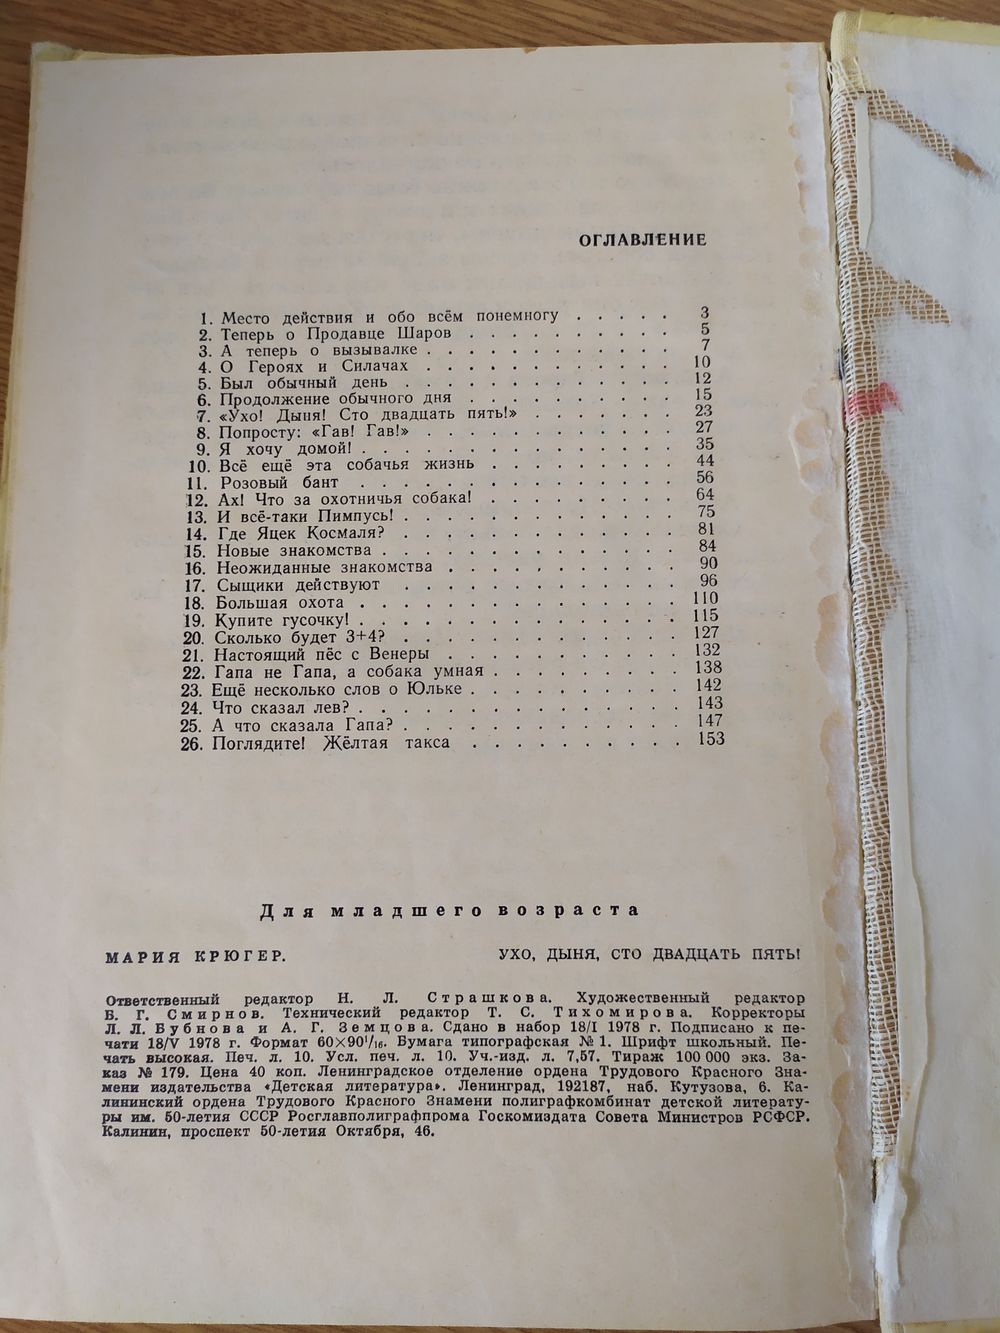 ОГЛАВЛЕНИЕ
1. Место действия и обо всём понемногу . . . . . 3
2. Теперь о Продавце Шаров . . . . . . . . . . 5
3. А теперь о вызывалке . . . . . . . . . . . . 7
4. О Героях и Силачах . . . . . . . . . . . . 10
5. Был обычный день . . . . . . . . . . . . . 12
6. Продолжение обычного дня . . . . . . . . . . 15
7. «Ухо! Дыня! Сто двадцать пять!» . . . . . . . 23
8. Попросту: «Гав! Гав!» . . . . . . . . . . . . 27
9. Я хочу домой! . . . . . . . . . . . . . . . 35
10. Всё ещё эта собачья жизнь . . . . . . . . . 44
11. Розовый бант . . . . . . . . . . . . . . . 56
12. Ах! Что за охотничья собака! . . . . . . . . . 64
13. И всё-таки Пимпусь! . . . . . . . . . . . . . 75
14. Где Яцек Космаля? . . . . . . . . . . . . . 81
15. Новые знакомства . . . . . . . . . . . . . . 84
16. Неожиданные знакомства . . . . . . . . . . . 90
17. Сыщики действуют . . . . . . . . . . . . . 96
18. Большая охота . . . . . . . . . . . . . . . 110
19. Купите гусочку! . . . . . . . . . . . . . . . 115
20. Сколько будет 3+4? . . . . . . . . . . . . . 127
21. Настоящий пёс с Венеры . . . . . . . . . . . 132
22. Гапа не Гапа, а собака умная . . . . . . . . . 138
23. Ещё несколько слов о Юльке . . . . . . . . . . 142
24. Что сказал лев? . . . . . . . . . . . . . . . 143
25. А что сказала Гапа? . . . . . . . . . . . . . 147
26. Поглядите! Жёлтая такса . . . . . . . . . . 153
Для младшего возраста
МАРИЯ КРЮГЕР. УХО, ДЫНЯ, СТО ДВАДЦАТЬ ПЯТЬ!
Ответственный редактор Н. Л. Страшкова. Художественный редактор
Б. Г. Смирнов. Технический редактор Т. С. Тихомирова. Корректоры
Л. Л. Бубнова и А. Г. Земцова. Сдано в набор 18/I 1978 г. Подписано к пе-
чати 18/V 1978 г. Формат 60×90¹/₁₆. Бумага типографская № 1. Шрифт школьный. Пе-
чать высокая. Печ. л. 10. Усл. печ. л. 10. Уч.-изд. л. 7,57. Тираж 100 000 экз. За-
каз № 179. Цена 40 коп. Ленинградское отделение ордена Трудового Красного Зна-
мени издательства «Детская литература». Ленинград, 192187, наб. Кутузова, 6. Ка-
лининский ордена Трудового Красного Знамени полиграфкомбинат детской литерату-
ры им. 50-летия СССР Росглавполиграфпрома Госкомиздата Совета Министров РСФСР.
Калинин, проспект 50-летия Октября, 46.